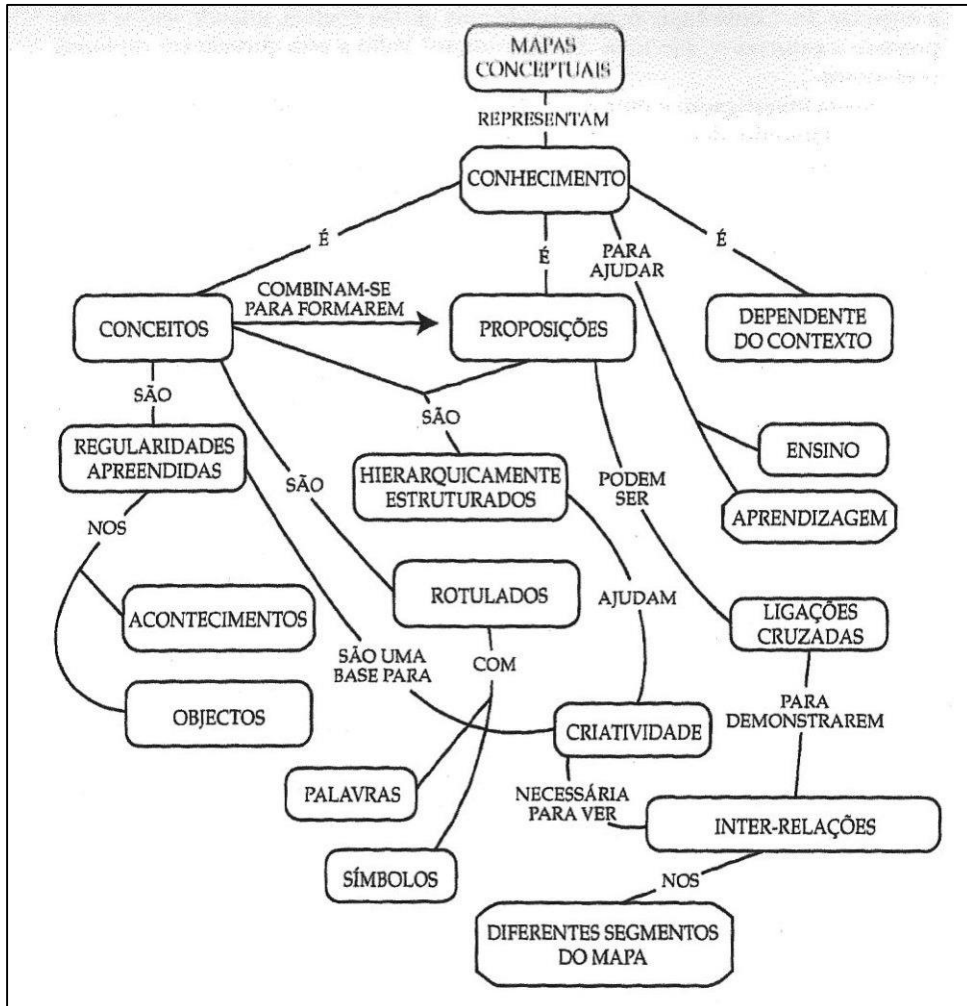 MAPAS
CONCEPTUAIS
REPRESENTAM
CONHECIMENTO
É
É
PARA
AJUDAR
É
COMBINAM-SE
PARA FORMAREM
CONCEITOS
PROPOSIÇÕES
DEPENDENTE
DO CONTEXTO
SÃO
SÃO
REGULARIDADES
APREENDIDAS
SÃO
HIERARQUICAMENTE
ESTRUTURADOS
PODEM
SER
ENSINO
APRENDIZAGEM
NOS
ROTULADOS
AJUDAM
ACONTECIMENTOS
LIGAÇÕES
CRUZADAS
SÃO UMA
BASE PARA
COM
OBJECTOS
CRIATIVIDADE
PARA
DEMONSTRAREM
PALAVRAS
NECESSÁRIA
PARA VER
INTER-RELAÇÕES
SÍMBOLOS
NOS
DIFERENTES SEGMENTOS
DO MAPA